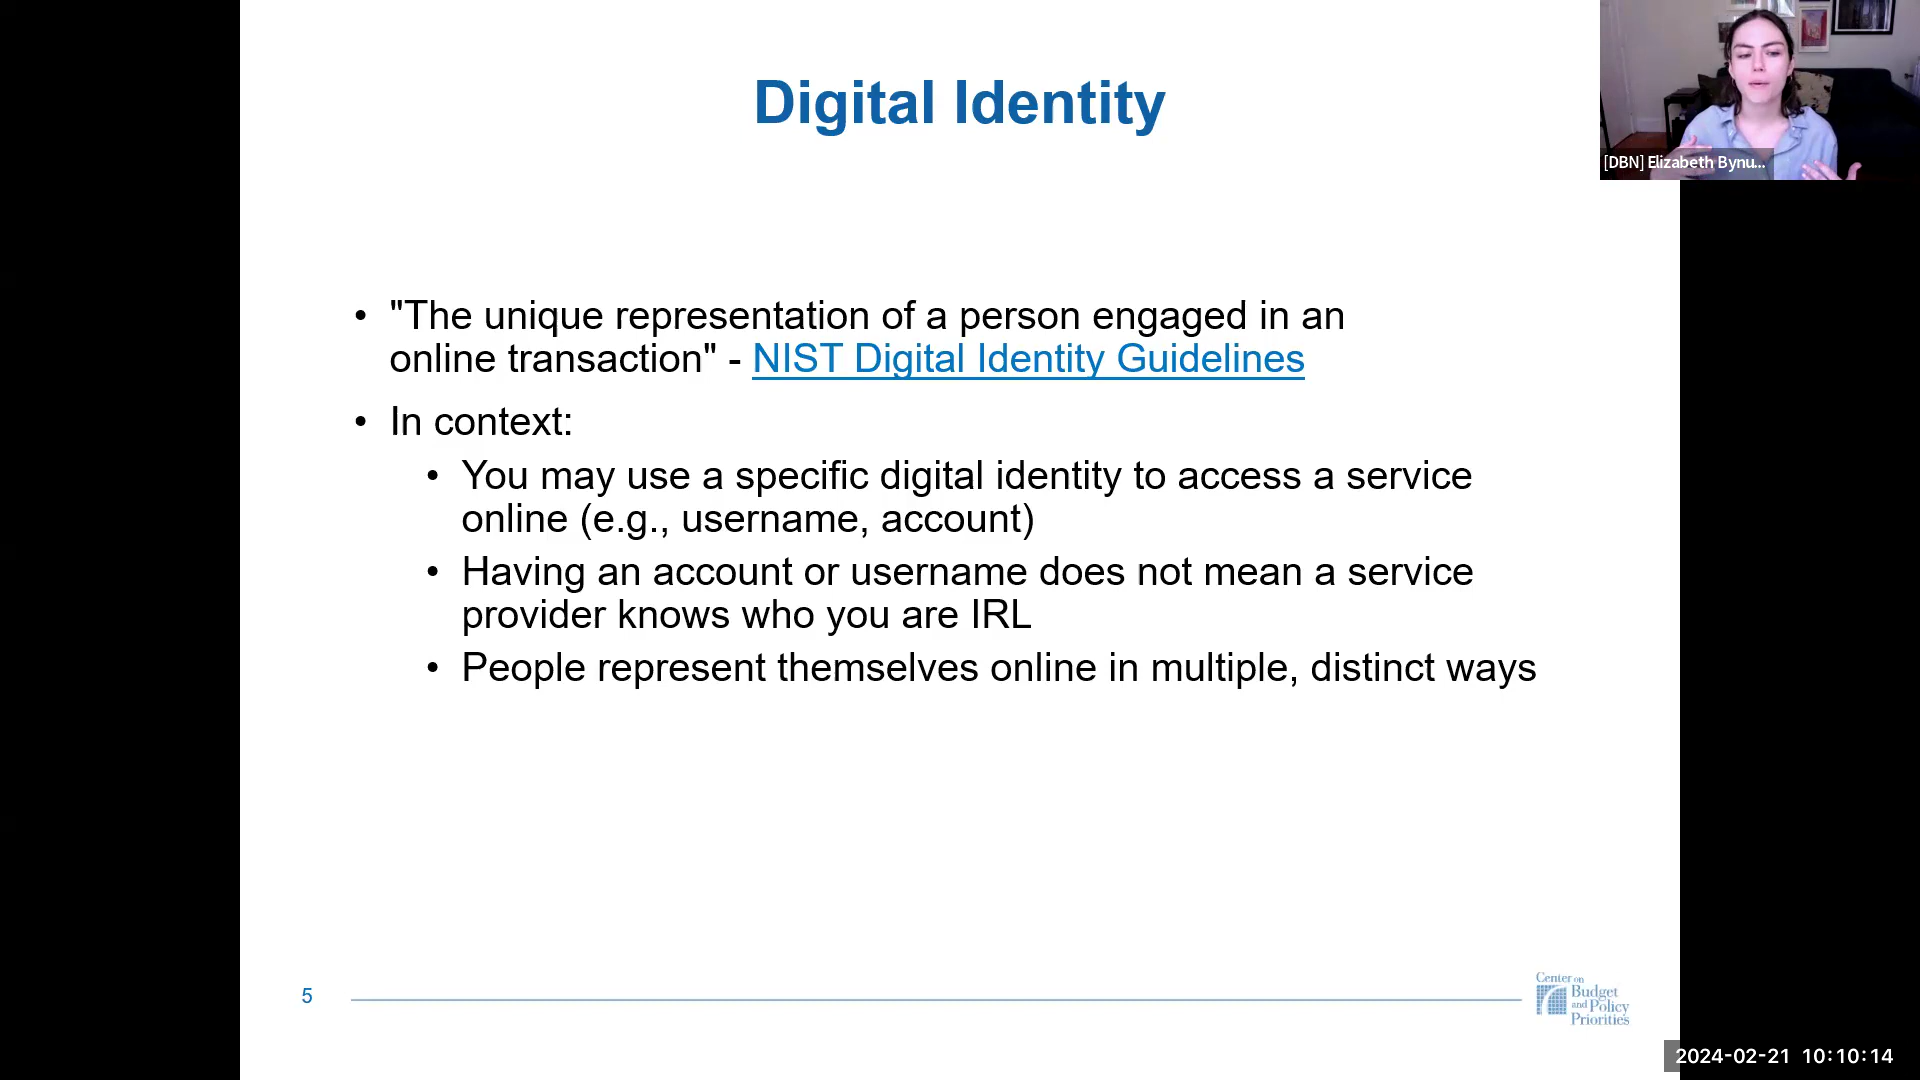 Digital Identity
[DBN] Elizabeth Bynu...
• "The unique representation of a person engaged in an
online transaction" - NIST Digital Identity Guidelines
• In context:
• You may use a specific digital identity to access a service
online (e.g., username, account)
• Having an account or username does not mean a service
provider knows who you are IRL
• People represent themselves online in multiple, distinct ways
5
Center on
Budget
and Policy
Priorities
2024-02-21 10:10:14